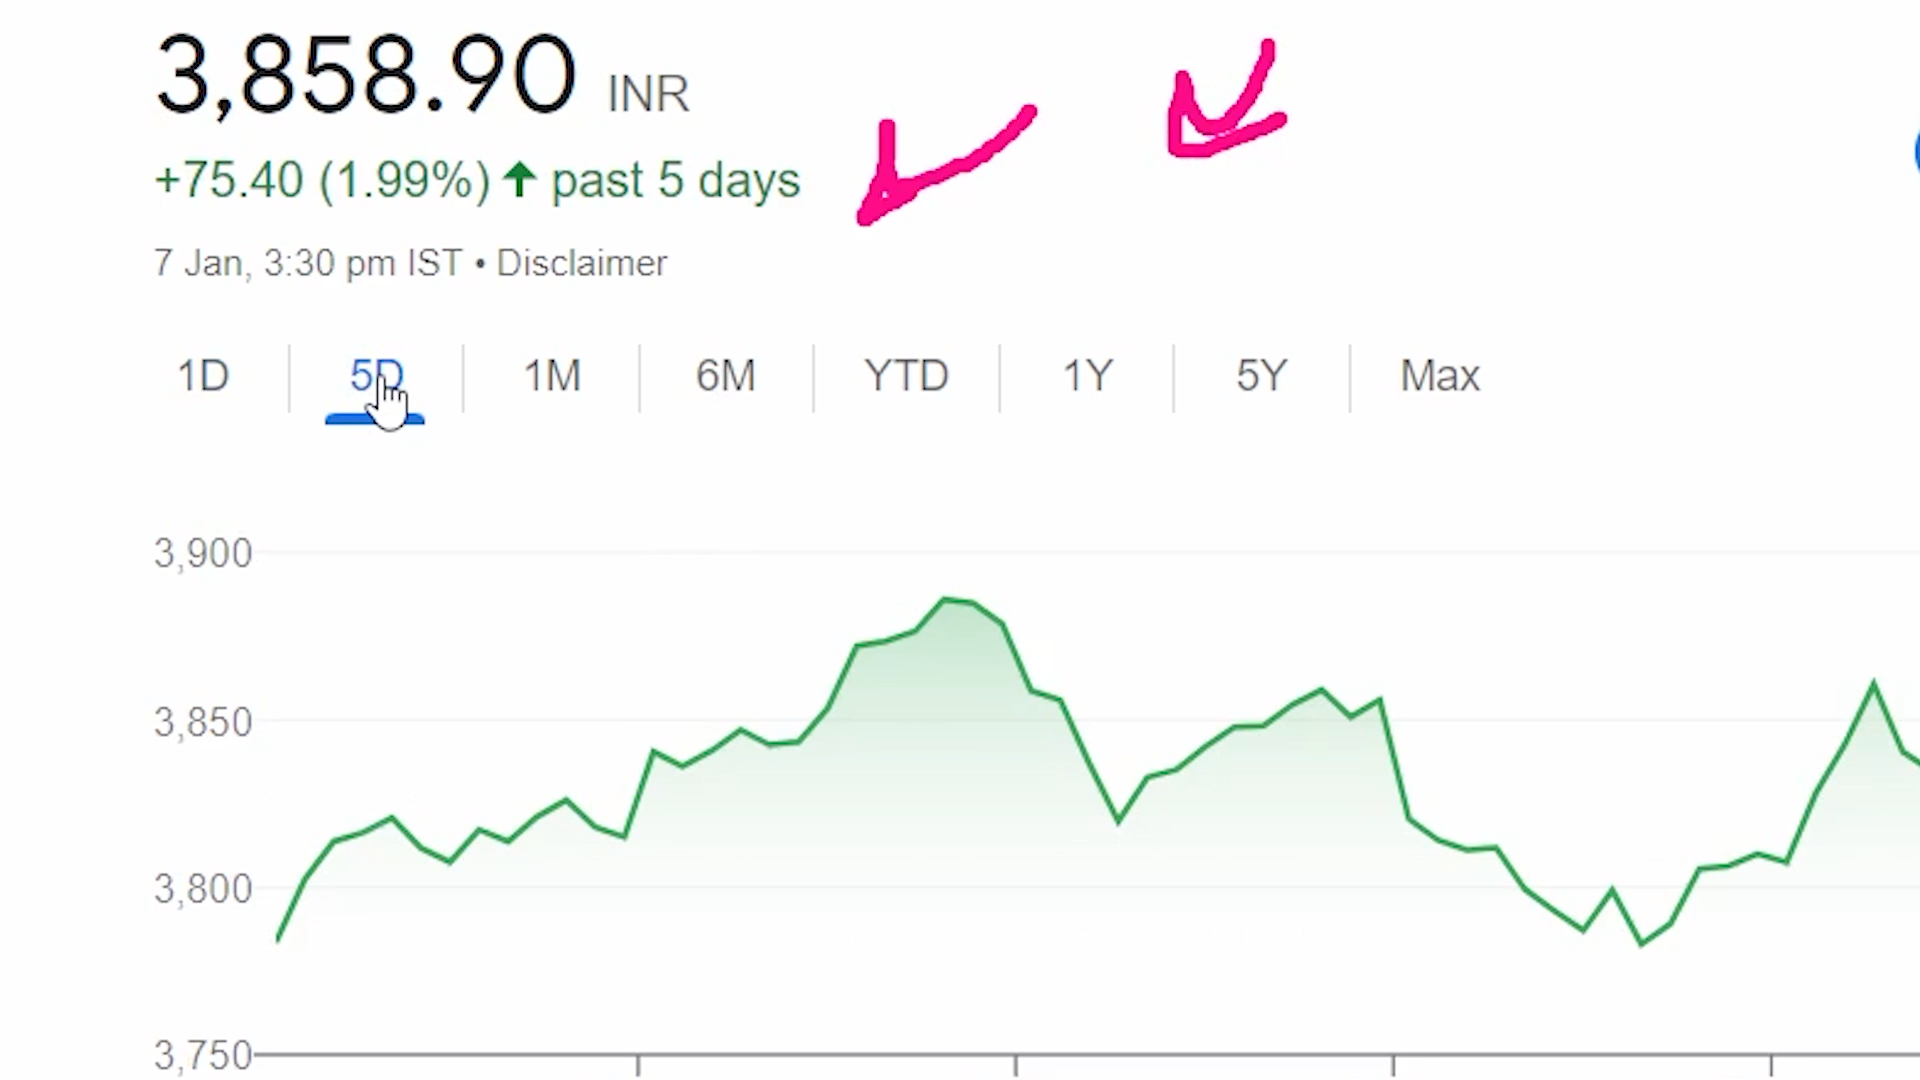 3,858.90 INR
+75.40 (1.99%) ↑ past 5 days
7 Jan, 3:30 pm IST • Disclaimer
1D 5D 1M 6M YTD 1Y 5Y Max
3,900
3,850
3,800
3,750